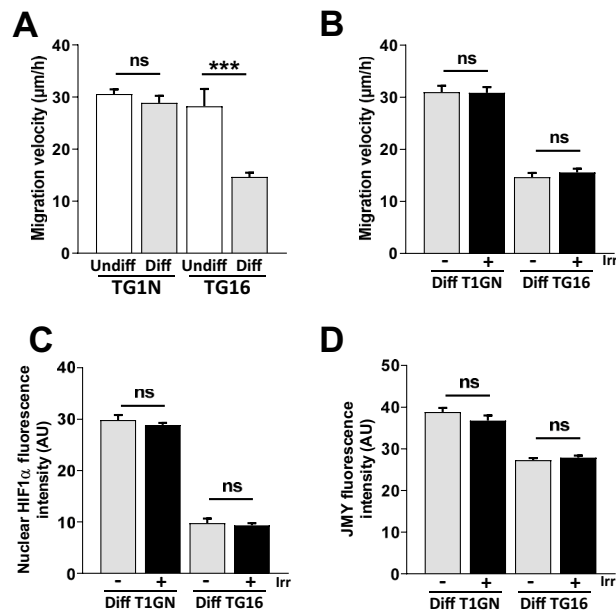 A
Migration velocity (μm/h)
40
30
20
10
0
ns
***
Undiff Diff Undiff Diff
TG1N TG16
B
Migration velocity (μm/h)
40
30
20
10
0
ns
ns
- + - + Irr
Diff T1GN Diff TG16
C
Nuclear HIF1α fluorescence
intensity (AU)
40
30
20
10
0
ns
ns
- + - + Irr
Diff T1GN Diff TG16
D
JMY fluorescence
intensity (AU)
50
40
30
20
10
0
ns
ns
- + - + Irr
Diff T1GN Diff TG16